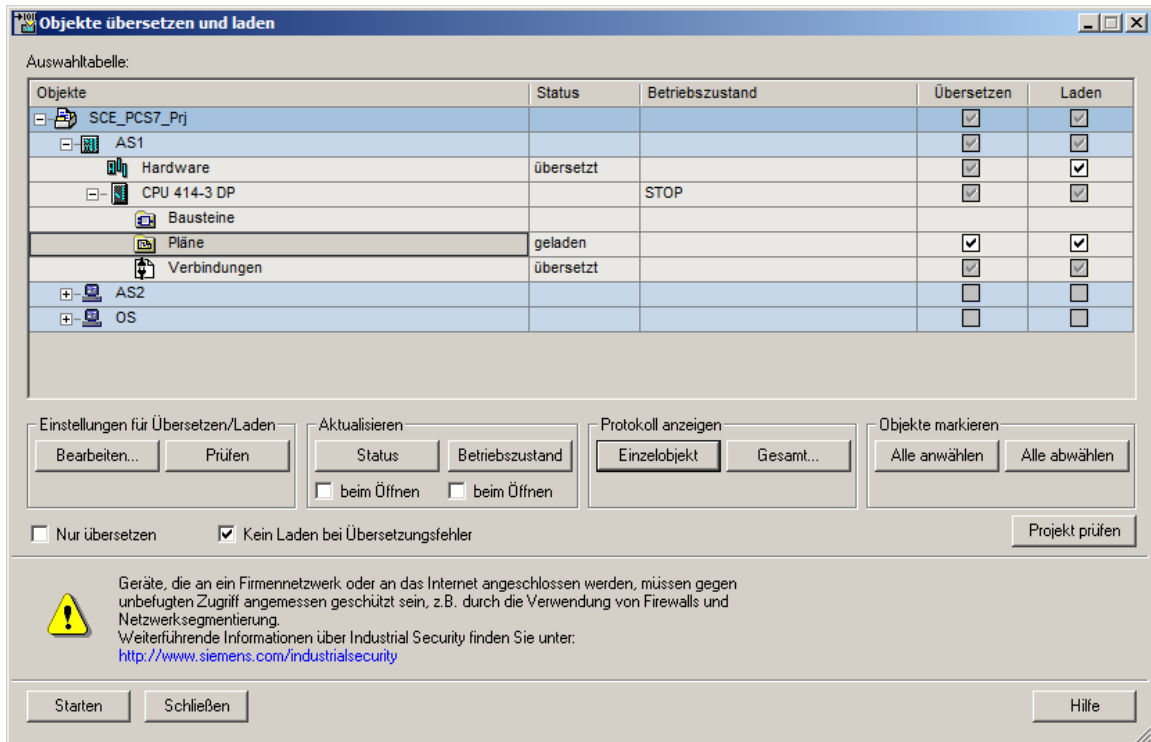 Objekte übersetzen und laden
Auswahltabelle:
Objekte Status Betriebszustand Übersetzen Laden
SCE_PCS7_Prj
AS1
Hardware übersetzt
CPU 414-3 DP STOP
Bausteine
Pläne geladen
Verbindungen übersetzt
AS2
OS
Einstellungen für Übersetzen/Laden Aktualisieren Protokoll anzeigen Objekte markieren
Bearbeiten... Prüfen Status Betriebszustand Einzelobjekt Gesamt... Alle anwählen Alle abwählen
beim Öffnen beim Öffnen
Nur übersetzen Kein Laden bei Übersetzungsfehler Projekt prüfen
Geräte, die an ein Firmennetzwerk oder an das Internet angeschlossen werden, müssen gegen
unbefugten Zugriff angemessen geschützt sein, z.B. durch die Verwendung von Firewalls und
Netzwerksegmentierung.
Weiterführende Informationen über Industrial Security finden Sie unter:
http://www.siemens.com/industrialsecurity
Starten Schließen Hilfe